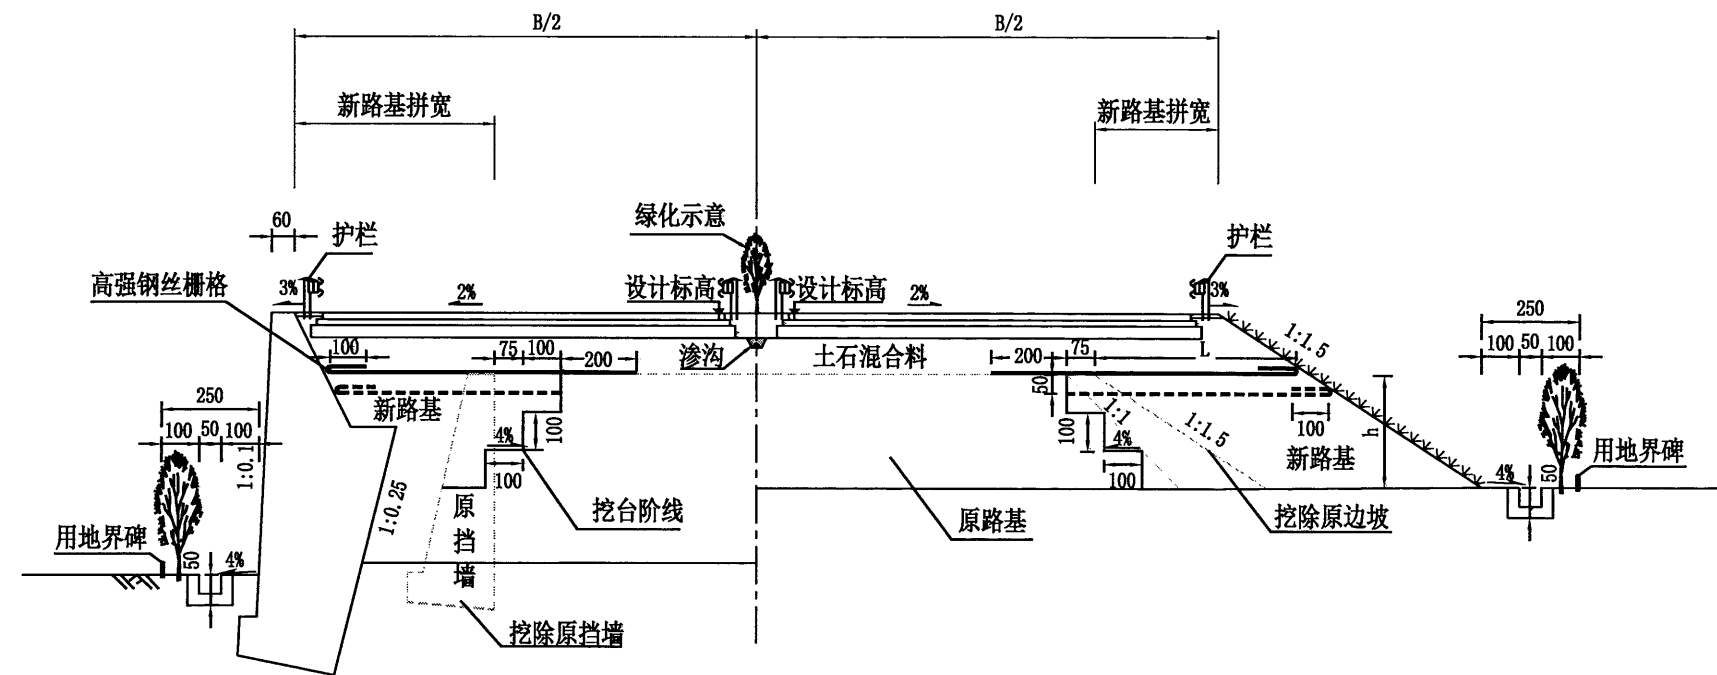 B/2
B/2
新路基拼宽
新路基拼宽
60
护栏
绿化示意
护栏
高强钢丝栅格
3%
2%
设计标高
设计标高
2%
3%
250
100 50 100
1:1.5
100
75 100 200
渗沟
土石混合料
200 75
L
50
新路基
250
100 50 100
1:0.1
4%
100
100
1:0.25
原挡墙
挖台阶线
原路基
1:1
1:1.5
100
4%
100
100
新路基
h
挖除原边坡
4%
50
用地界碑
用地界碑
50
4%
挖除原挡墙